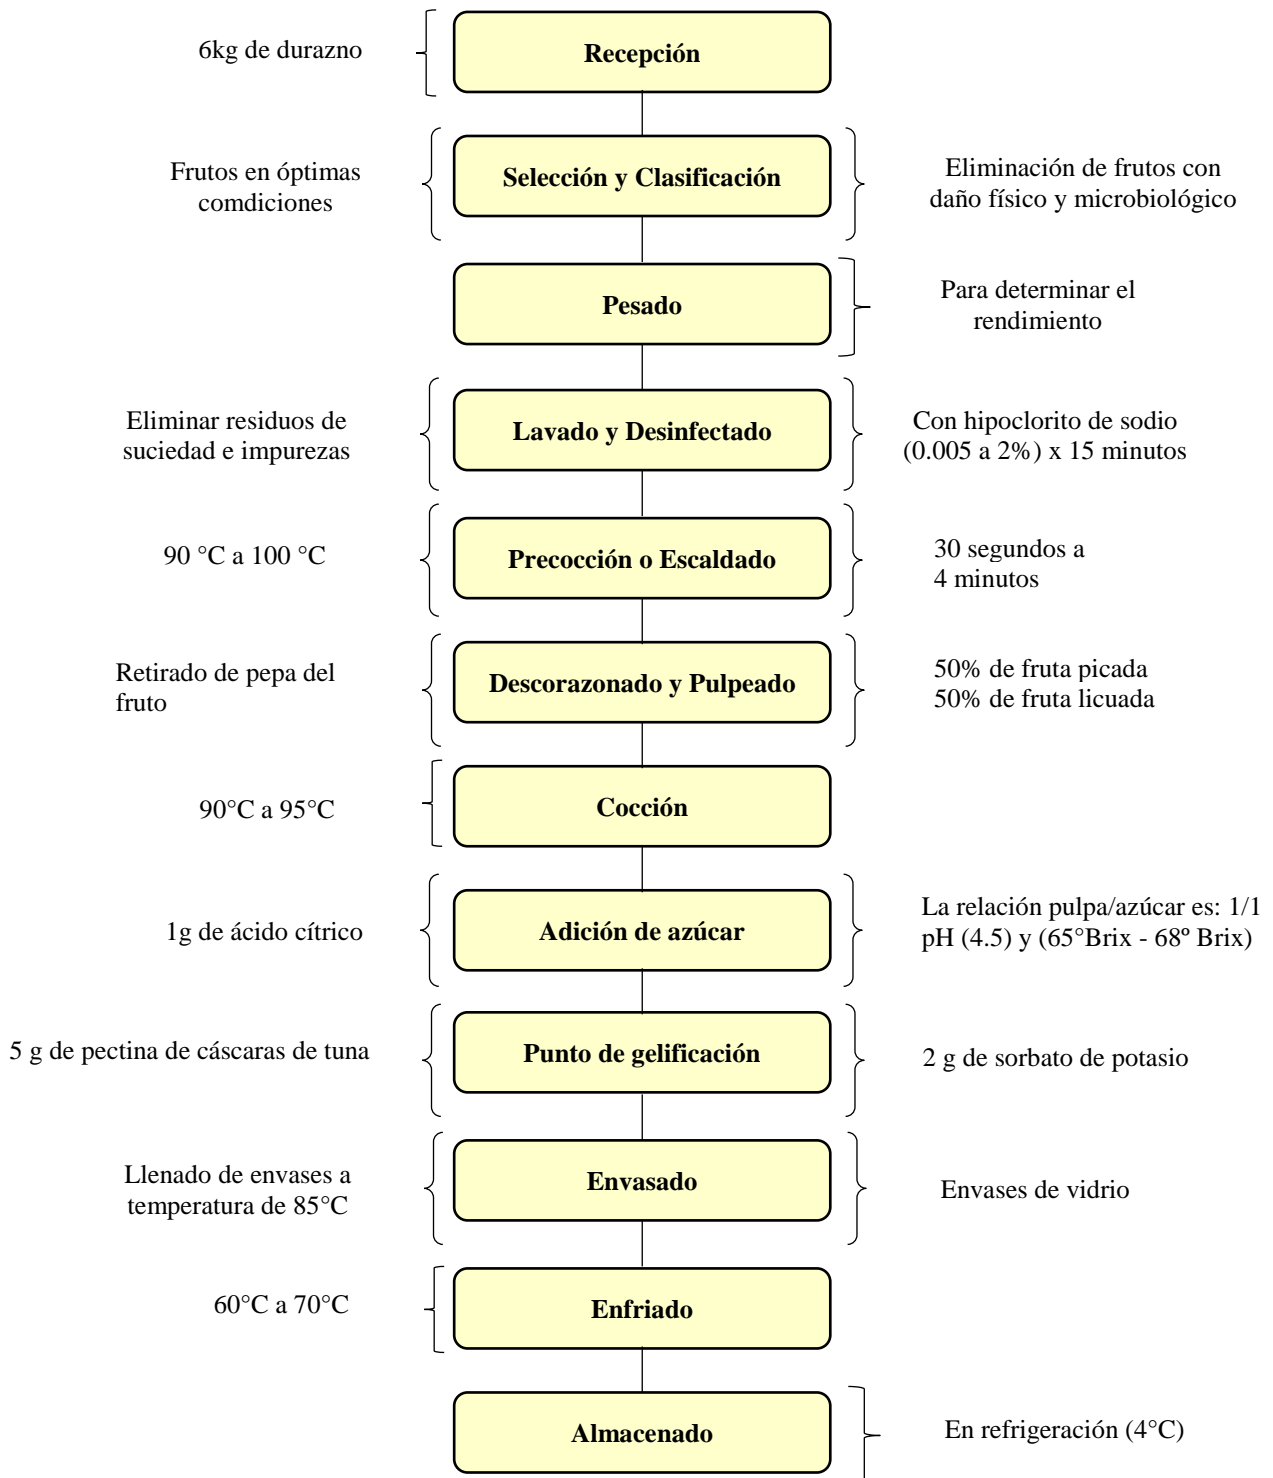 6kg de durazno
Recepción
Frutos en óptimas
comdiciones
Selección y Clasificación
Eliminación de frutos con
daño físico y microbiológico
Pesado
Para determinar el
rendimiento
Eliminar residuos de
suciedad e impurezas
Lavado y Desinfectado
Con hipoclorito de sodio
(0.005 a 2%) x 15 minutos
90 °C a 100 °C
Precocción o Escaldado
30 segundos a
4 minutos
Retirado de pepa del
fruto
Descorazonado y Pulpeado
50% de fruta picada
50% de fruta licuada
90°C a 95°C
Cocción
1g de ácido cítrico
Adición de azúcar
La relación pulpa/azúcar es: 1/1
pH (4.5) y (65°Brix - 68º Brix)
5 g de pectina de cáscaras de tuna
Punto de gelificación
2 g de sorbato de potasio
Llenado de envases a
temperatura de 85°C
Envasado
Envases de vidrio
60°C a 70°C
Enfriado
Almacenado
En refrigeración (4°C)